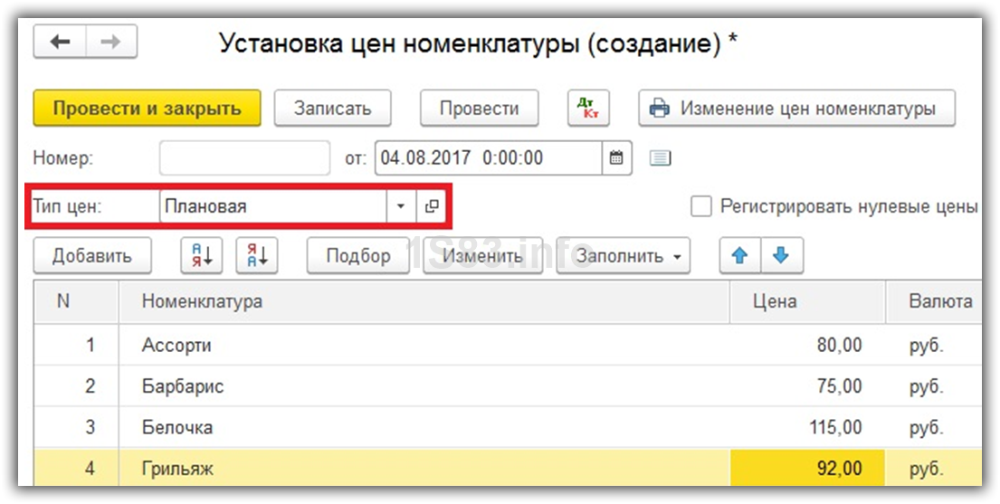 Установка цен номенклатуры (создание) *
Провести и закрыть Записать Провести Дт Кт Изменение цен номенклатуры
Номер: от: 04.08.2017 0:00:00
Тип цен: Плановая Регистрировать нулевые цены
Добавить А Я Я А Подбор Изменить Заполнить
1S83.info
N Номенклатура Цена Валюта
1 Ассорти 80,00 руб.
2 Барбарис 75,00 руб.
3 Белочка 115,00 руб.
4 Грильяж 92,00 руб.